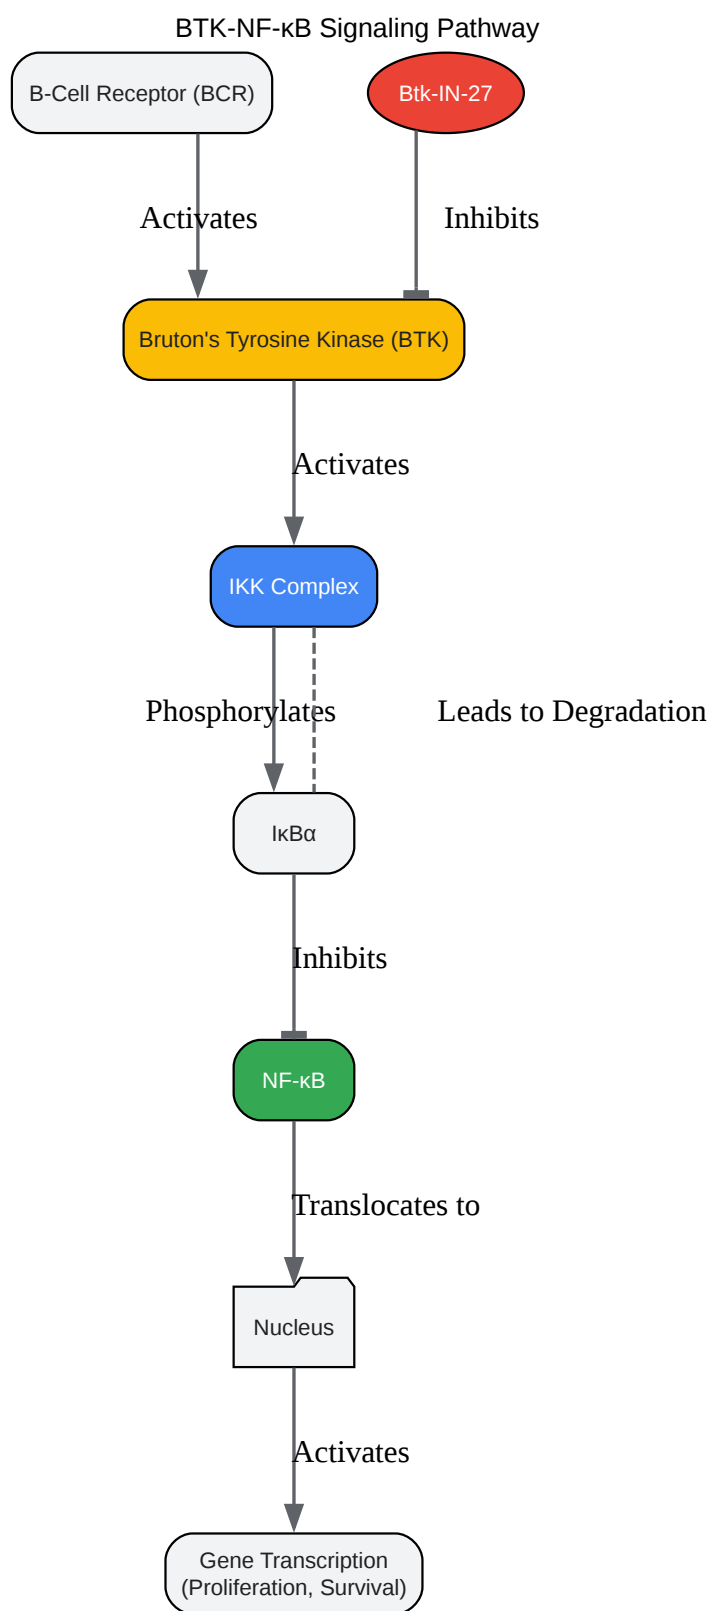 BTK-NF-κB Signaling Pathway
B-Cell Receptor (BCR)
Btk-IN-27
Activates
Inhibits
Bruton's Tyrosine Kinase (BTK)
Activates
IKK Complex
Phosphorylates
Leads to Degradation
IκBα
Inhibits
NF-κB
Translocates to
Nucleus
Activates
Gene Transcription
(Proliferation, Survival)